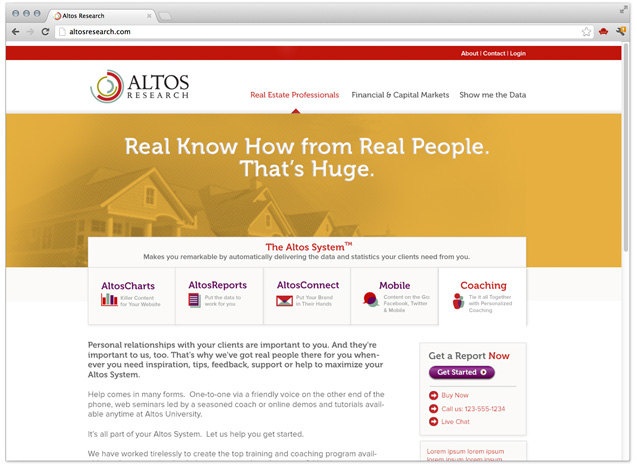 Altos Research
altosresearch.com
About | Contact | Login
ALTOS
RESEARCH
Real Estate Professionals Financial & Capital Markets Show me the Data
Real Know How from Real People.
That's Huge.
The Altos System™
Makes you remarkable by automatically delivering the data and statistics your clients need from you.
AltosCharts
Killer Content
for Your Website
AltosReports
Put the data to
work for you
AltosConnect
Put Your Brand
in Their Hands
Mobile
Content on the Go:
Facebook, Twitter
& Mobile
Coaching
Tie it all Together
with Personalized
Coaching
Personal relationships with your clients are important to you. And they're
important to us, too. That's why we've got real people there for you when-
ever you need inspiration, tips, feedback, support or help to maximize your
Altos System.
Help comes in many forms. One-to-one via a friendly voice on the other end of the
phone, web seminars led by a seasoned coach or online demos and tutorials avail-
able anytime at Altos University.
It's all part of your Altos System. Let us help you get started.
We have worked tirelessly to create the top training and coaching program avail-
Get a Report Now
Get Started
Buy Now
Call us: 123-555-1234
Live Chat
Lorem Ipsum lorem ipsum